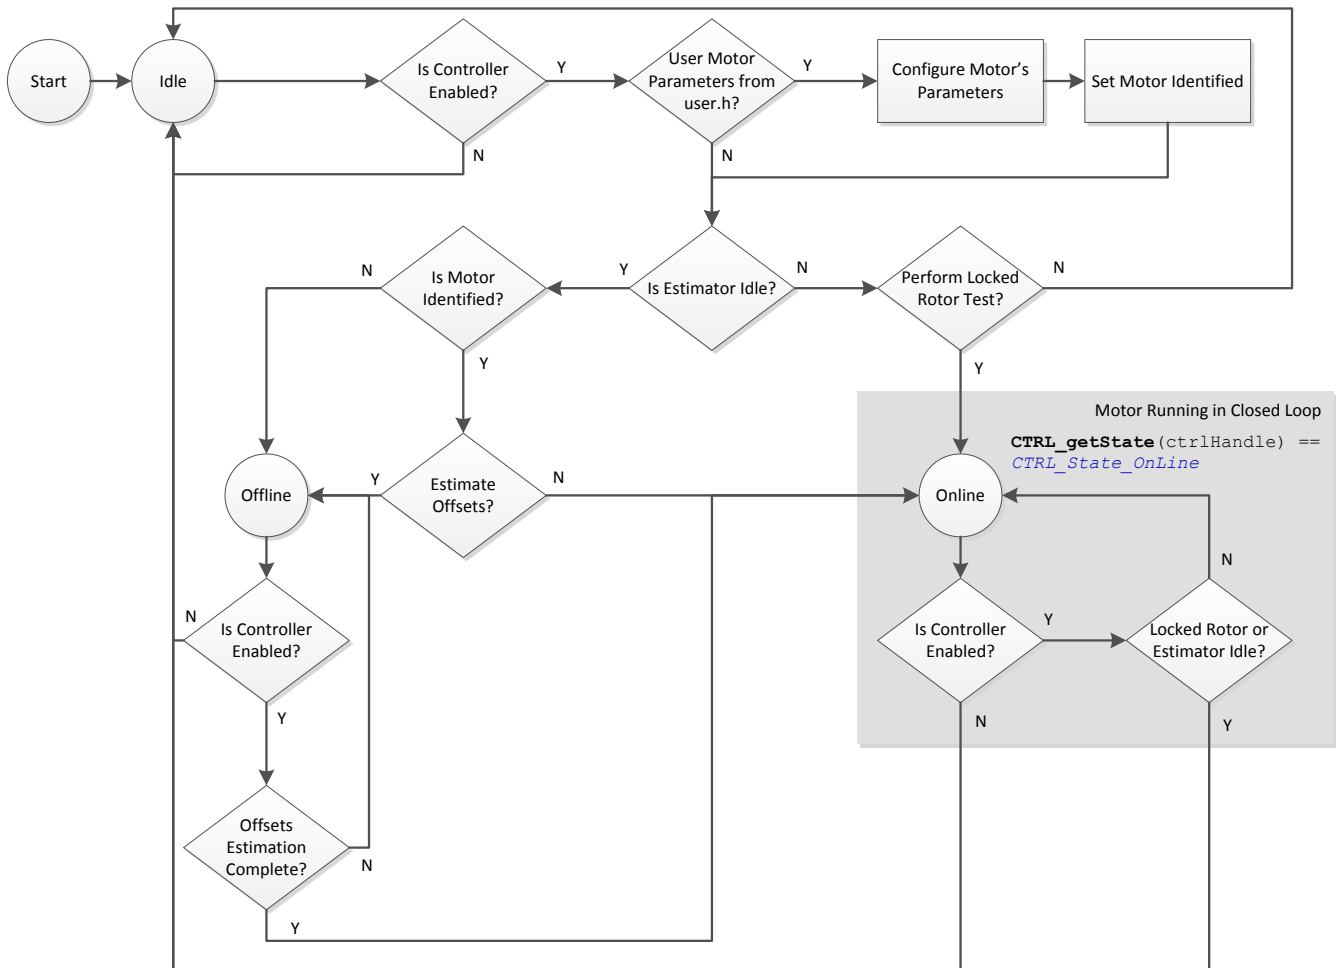 Start
Idle
Is Controller
Enabled?
Y
User Motor
Parameters from
user.h?
Y
Configure Motor's
Parameters
Set Motor Identified
N
N
N
Is Motor
Identified?
Y
Is Estimator Idle?
N
Perform Locked
Rotor Test?
N
Y
Y
Motor Running in Closed Loop
CTRL_getState(ctrlHandle) ==
CTRL_State_OnLine
Offline
Y
Estimate
Offsets?
N
Online
N
N
Is Controller
Enabled?
Is Controller
Enabled?
Y
Locked Rotor or
Estimator Idle?
Y
N
Y
Offsets
Estimation
Complete?
N
Y